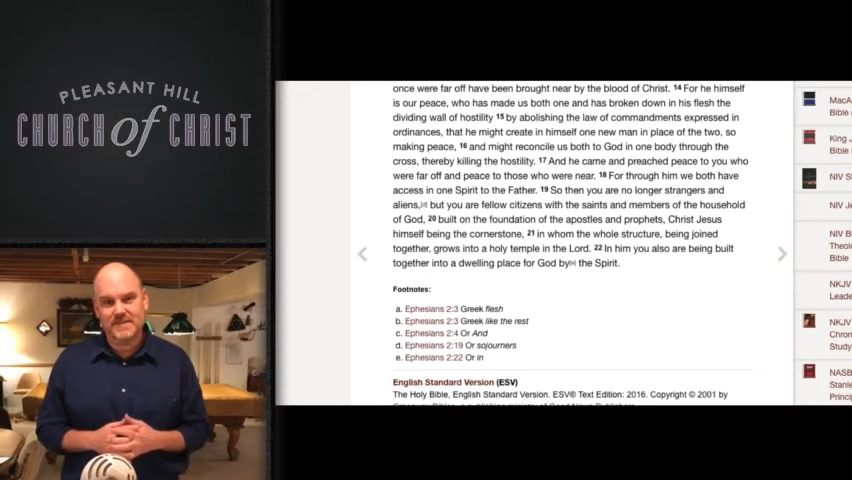 PLEASANT HILL
CHURCH of CHRIST
once were far off have been brought near by the blood of Christ. 14 For he himself
is our peace, who has made us both one and has broken down in his flesh the
dividing wall of hostility 15 by abolishing the law of commandments expressed in
ordinances, that he might create in himself one new man in place of the two, so
making peace, 16 and might reconcile us both to God in one body through the
cross, thereby killing the hostility. 17 And he came and preached peace to you who
were far off and peace to those who were near. 18 For through him we both have
access in one Spirit to the Father. 19 So then you are no longer strangers and
aliens,[d] but you are fellow citizens with the saints and members of the household
of God, 20 built on the foundation of the apostles and prophets, Christ Jesus
himself being the cornerstone, 21 in whom the whole structure, being joined
together, grows into a holy temple in the Lord. 22 In him you also are being built
together into a dwelling place for God by[e] the Spirit.
Footnotes:
a. Ephesians 2:3 Greek flesh
b. Ephesians 2:3 Greek like the rest
c. Ephesians 2:4 Or And
d. Ephesians 2:19 Or sojourners
e. Ephesians 2:22 Or in
English Standard Version (ESV)
The Holy Bible, English Standard Version. ESV® Text Edition: 2016. Copyright © 2001 by
MacA
Bible
King J
Bible
NIV S
NIV Je
NIV B
Theolo
Bible
NKJV
Leade
NKJV
Chron
Study
NASB
Stanle
Princip